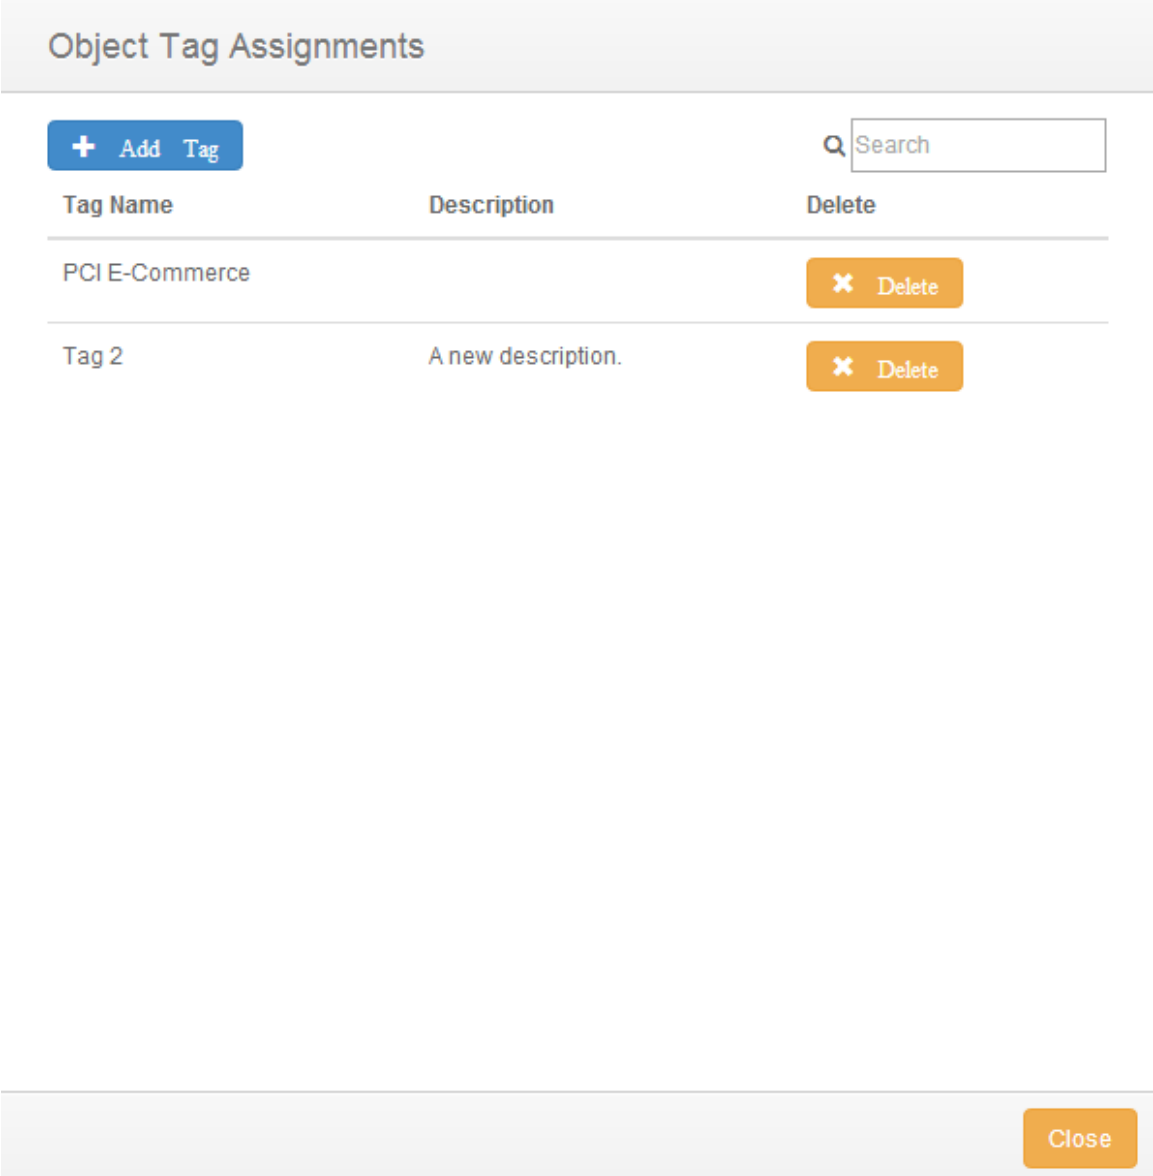 Object Tag Assignments
Add Tag
Search
Tag Name Description Delete
PCI E-Commerce Delete
Tag 2 A new description. Delete
Close